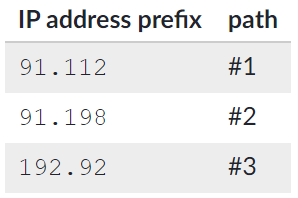 IP address prefix path
91.112 #1
91.198 #2
192.92 #3